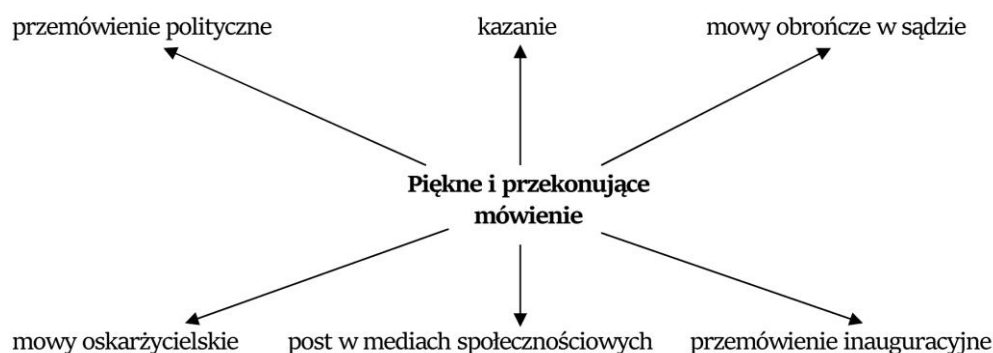 przemówienie polityczne
kazanie
mowy obrończe w sądzie
Piękne i przekonujące
mówienie
mowy oskarżycielskie
post w mediach społecznościowych
przemówienie inauguracyjne